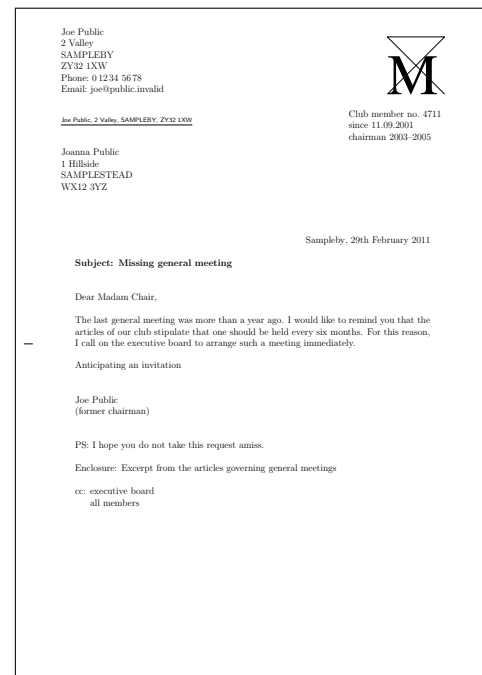 Joe Public
2 Valley
SAMPLEBY
ZY32 1XW
Phone: 0 12 34 56 78
Email: joe@public.invalid
M
Club member no. 4711
since 11.09.2001
chairman 2003–2005
Joe Public, 2 Valley, SAMPLEBY, ZY32 1XW
Joanna Public
1 Hillside
SAMPLESTEAD
WX12 3YZ
Sampleby, 29th February 2011
Subject: Missing general meeting
Dear Madam Chair,
The last general meeting was more than a year ago. I would like to remind you that the
articles of our club stipulate that one should be held every six months. For this reason,
I call on the executive board to arrange such a meeting immediately.
Anticipating an invitation
Joe Public
(former chairman)
PS: I hope you do not take this request amiss.
Enclosure: Excerpt from the articles governing general meetings
cc: executive board
all members